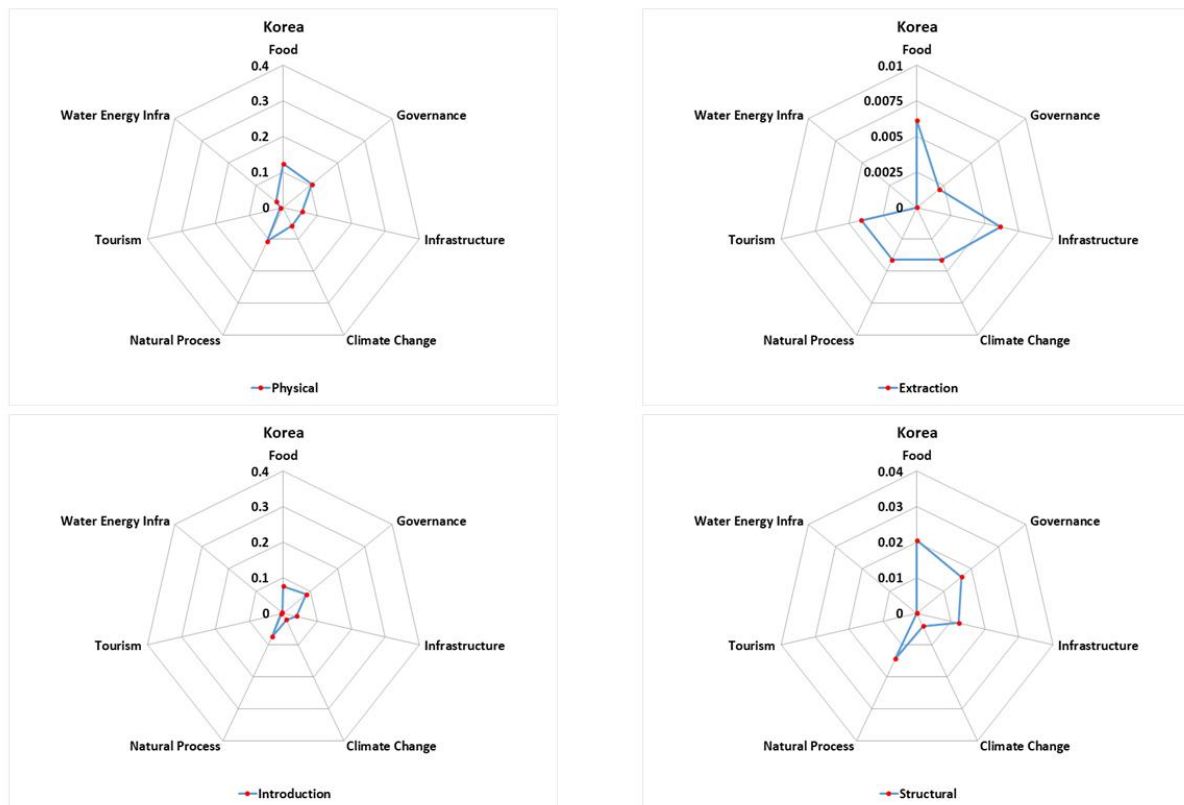 Korea
Food
0.4
Water Energy Infra
Governance
0.3
0.2
0.1
0
Tourism
Infrastructure
Natural Process
Climate Change
Physical
Korea
Food
0.01
Water Energy Infra
Governance
0.0075
0.005
0.0025
0
Tourism
Infrastructure
Natural Process
Climate Change
Extraction
Korea
Food
0.4
Water Energy Infra
Governance
0.3
0.2
0.1
0
Tourism
Infrastructure
Natural Process
Climate Change
Introduction
Korea
Food
0.04
Water Energy Infra
Governance
0.03
0.02
0.01
0
Tourism
Infrastructure
Natural Process
Climate Change
Structural